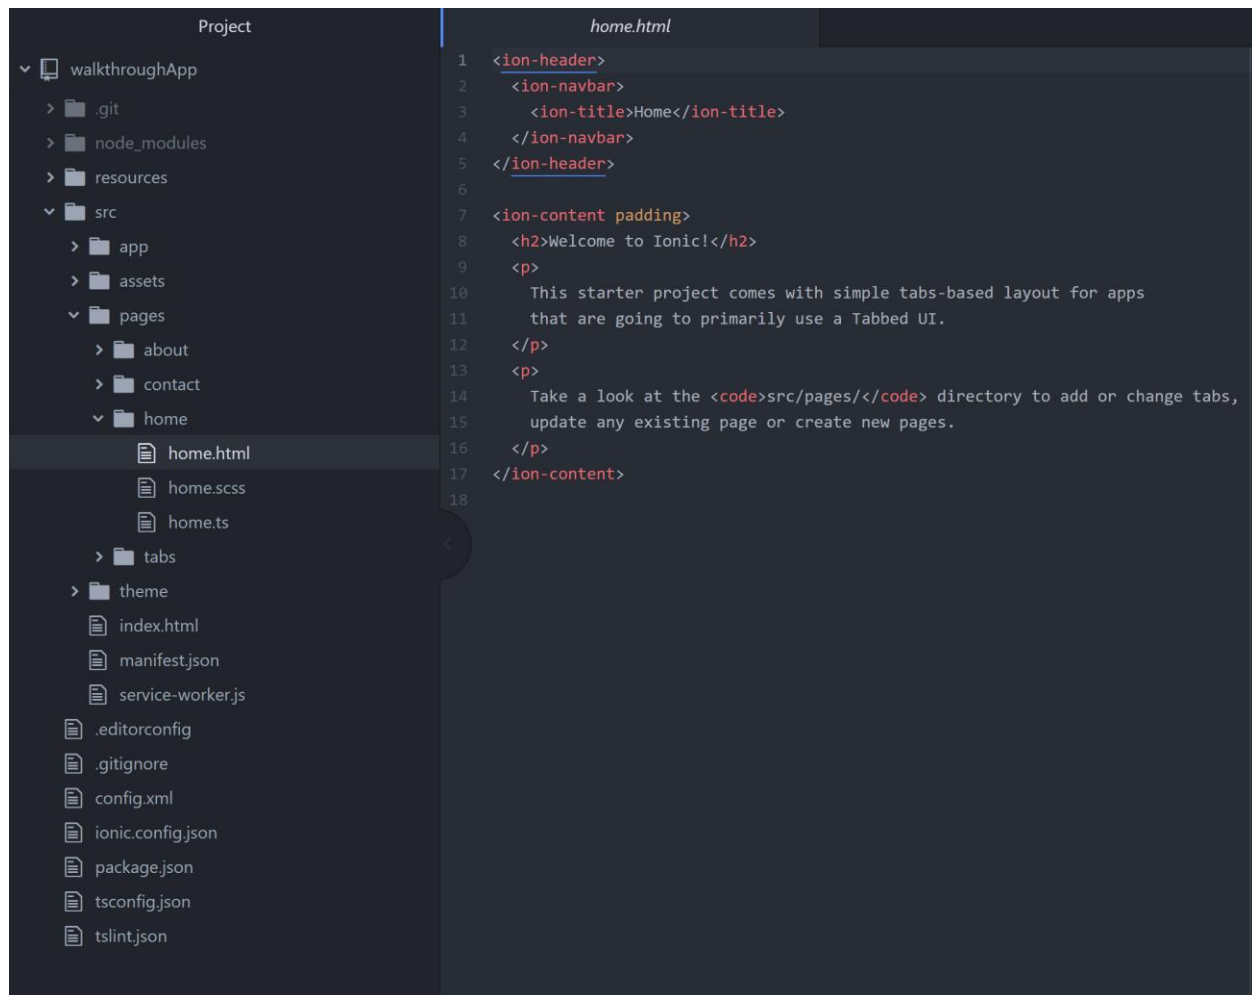 Project
walkthroughApp
.git
node_modules
resources
src
app
assets
pages
about
contact
home
home.html
home.scss
home.ts
tabs
theme
index.html
manifest.json
service-worker.js
.editorconfig
.gitignore
config.xml
ionic.config.json
package.json
tsconfig.json
tslint.json
home.html
1 <ion-header>
2   <ion-navbar>
3     <ion-title>Home</ion-title>
4   </ion-navbar>
5 </ion-header>
6
7 <ion-content padding>
8   <h2>Welcome to Ionic!</h2>
9   <p>
10     This starter project comes with simple tabs-based layout for apps
11     that are going to primarily use a Tabbed UI.
12   </p>
13   <p>
14     Take a look at the <code>src/pages/</code> directory to add or change tabs,
15     update any existing page or create new pages.
16   </p>
17 </ion-content>
18